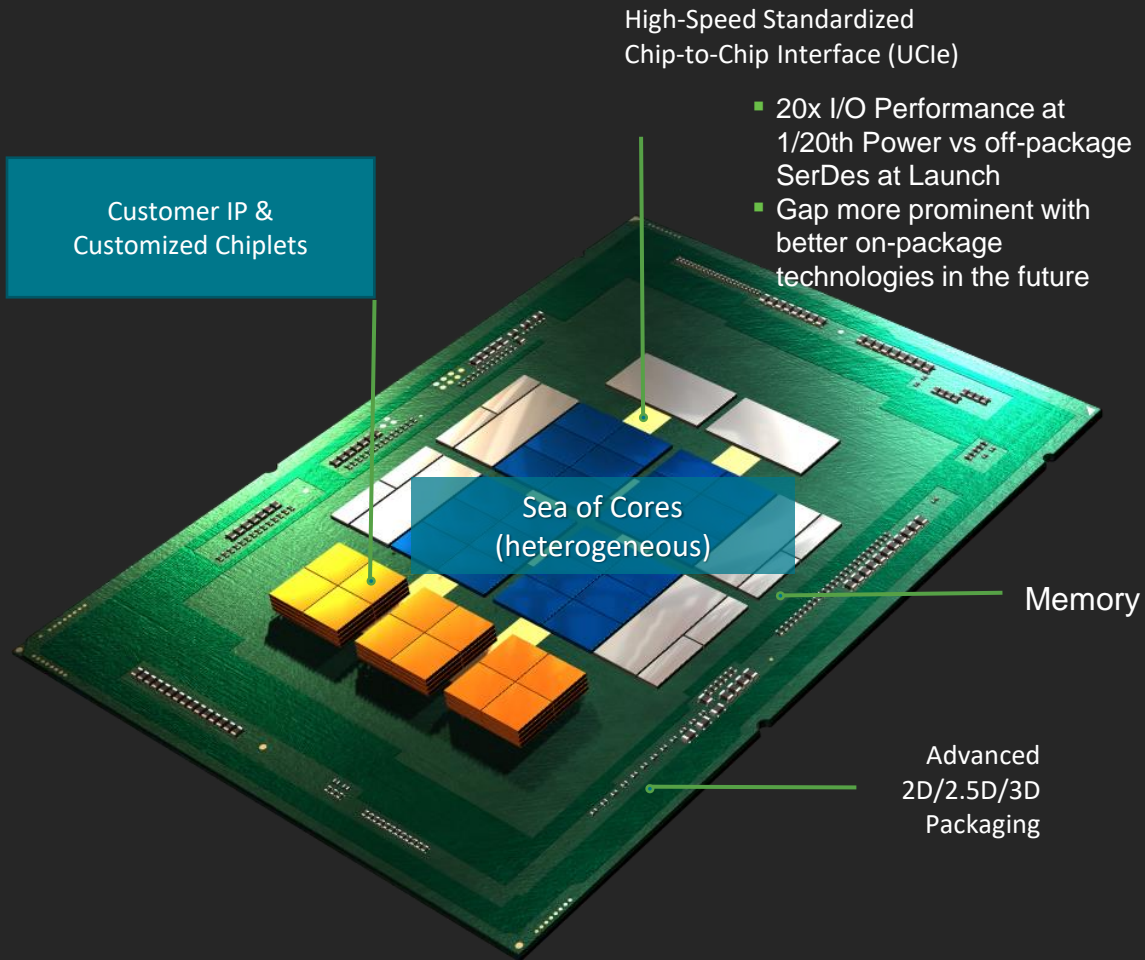 High-Speed Standardized
Chip-to-Chip Interface (UCIe)
20x I/O Performance at
1/20th Power vs off-package
SerDes at Launch
Gap more prominent with
better on-package
technologies in the future
Customer IP &
Customized Chiplets
Sea of Cores
(heterogeneous)
Memory
Advanced
2D/2.5D/3D
Packaging